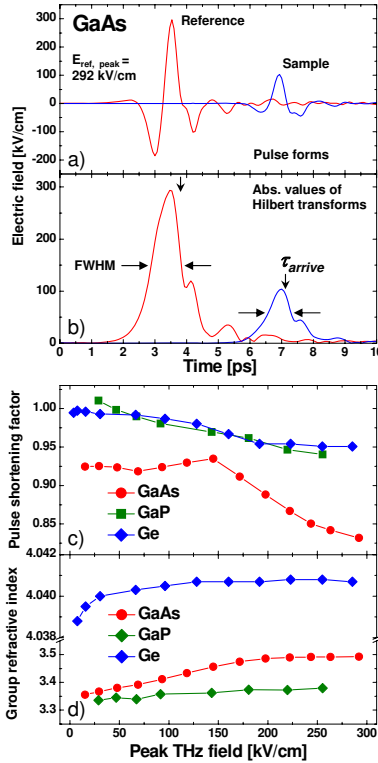 GaAs
Reference
E_ref, peak =
292 kV/cm
Sample
300
200
100
0
-100
-200
a)
Pulse forms
Electric field [kV/cm]
Abs. values of
Hilbert transforms
300
200
100
0
FWHM
τ_arrive
b)
0 1 2 3 4 5 6 7 8 9 10
Time [ps]
Pulse shortening factor
1.00
0.95
0.90
0.85
GaAs
GaP
Ge
c)
4.042
4.040
4.038
3.5
3.4
3.3
Group refractive index
GaAs
GaP
Ge
d)
0 50 100 150 200 250 300
Peak THz field [kV/cm]